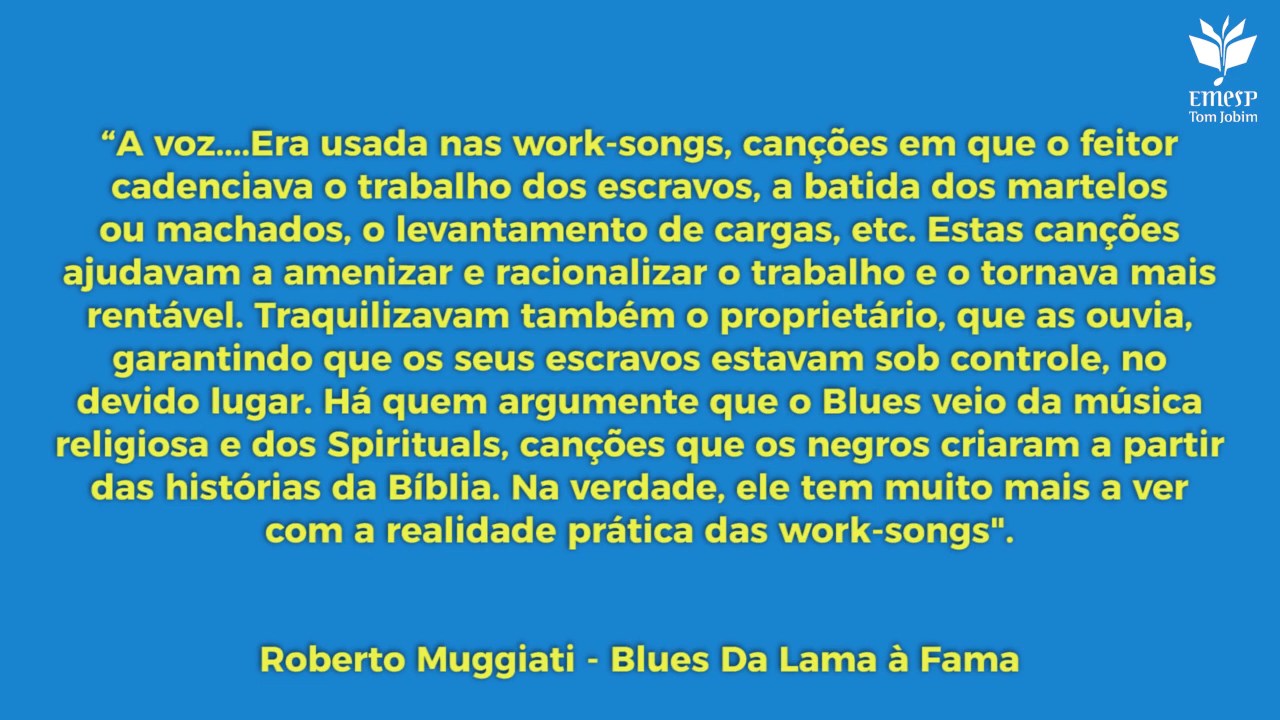 EMESP
Tom Jobim
“A voz....Era usada nas work-songs, canções em que o feitor
cadenciava o trabalho dos escravos, a batida dos martelos
ou machados, o levantamento de cargas, etc. Estas canções
ajudavam a amenizar e racionalizar o trabalho e o tornava mais
rentável. Traquilizavam também o proprietário, que as ouvia,
garantindo que os seus escravos estavam sob controle, no
devido lugar. Há quem argumente que o Blues veio da música
religiosa e dos Spirituals, canções que os negros criaram a partir
das histórias da Bíblia. Na verdade, ele tem muito mais a ver
com a realidade prática das work-songs".
Roberto Muggiati - Blues Da Lama à Fama